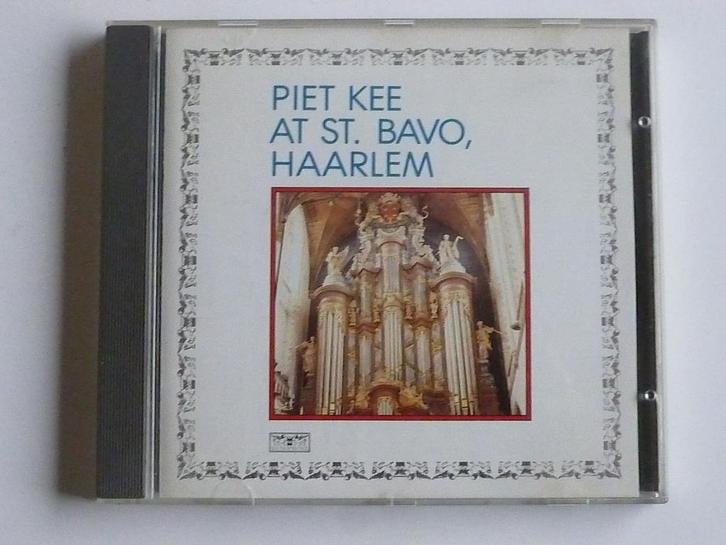 PIET KEE
AT ST. BAVO,
HAARLEM